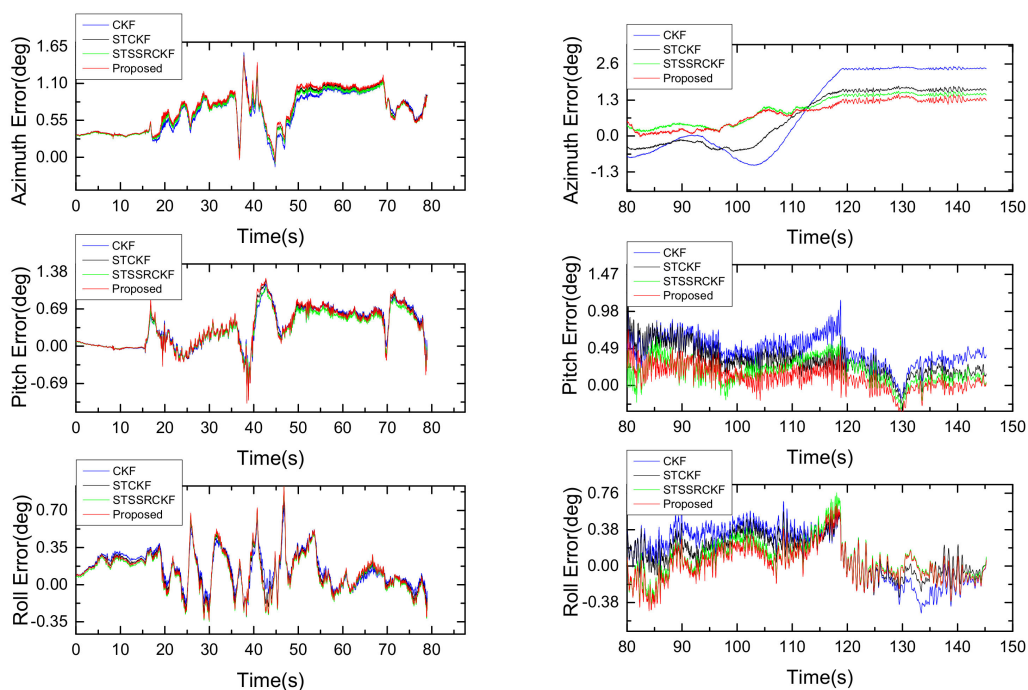 CKF
STCKF
STSSRCKF
Proposed
1.65
1.10
0.55
0.00
Azimuth Error(deg)
0 10 20 30 40 50 60 70 80
Time(s)
CKF
STCKF
STSSRCKF
Proposed
2.6
1.3
0.0
-1.3
Azimuth Error(deg)
80 90 100 110 120 130 140 150
Time(s)
CKF
STCKF
STSSRCKF
Proposed
1.38
0.69
0.00
-0.69
Pitch Error(deg)
0 10 20 30 40 50 60 70 80
Time(s)
CKF
STCKF
STSSRCKF
Proposed
1.47
0.98
0.49
0.00
Pitch Error(deg)
80 90 100 110 120 130 140 150
Time(s)
CKF
STCKF
STSSRCKF
Proposed
0.70
0.35
0.00
-0.35
Roll Error(deg)
0 10 20 30 40 50 60 70 80
Time(s)
CKF
STCKF
STSSRCKF
Proposed
0.76
0.38
0.00
-0.38
Roll Error(deg)
80 90 100 110 120 130 140 150
Time(s)